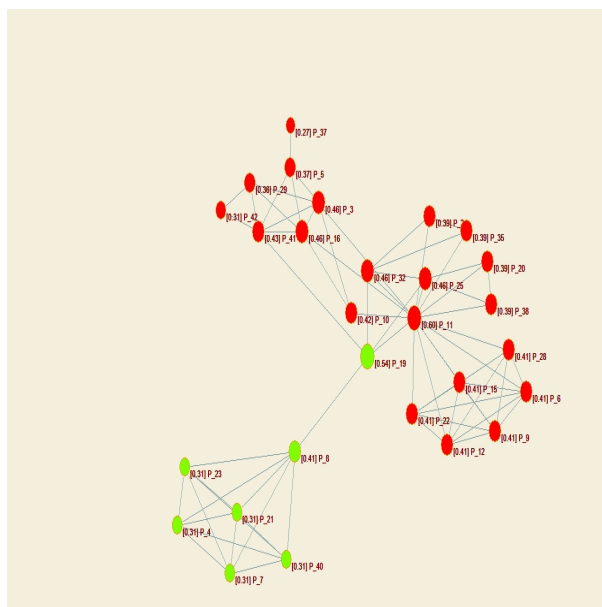 [0.27] P_37
[0.37] P_5
[0.36] P_29
[0.46] P_3
[0.31] P_42
[0.43] P_41
[0.46] P_16
[0.39]
[0.39] P_35
[0.39] P_20
[0.46] P_32
[0.46] P_25
[0.39] P_38
[0.42] P_10
[0.60] P_11
[0.54] P_19
[0.41] P_28
[0.41] P_15
[0.41] P_6
[0.41] P_22
[0.41] P_9
[0.41] P_12
[0.41] P_8
[0.31] P_23
[0.31] P_21
[0.31] P_4
[0.31] P_40
[0.31] P_7